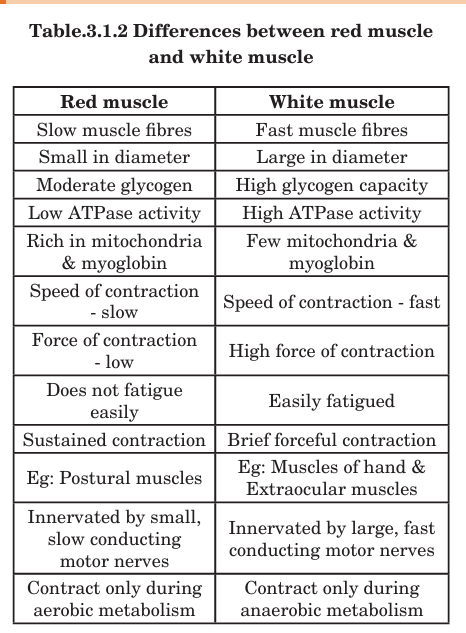 Table.3.1.2 Differences between red muscle
and white muscle
Red muscle
White muscle
Slow muscle fibres
Fast muscle fibres
Small in diameter
Large in diameter
Moderate glycogen
High glycogen capacity
Low ATPase activity
High ATPase activity
Rich in mitochondria
& myoglobin
Few mitochondria &
myoglobin
Speed of contraction
- slow
Speed of contraction - fast
Force of contraction
- low
High force of contraction
Does not fatigue
easily
Easily fatigued
Sustained contraction
Brief forceful contraction
Eg: Postural muscles
Eg: Muscles of hand &
Extraocular muscles
Innervated by small,
slow conducting
motor nerves
Innervated by large, fast
conducting motor nerves
Contract only during
aerobic metabolism
Contract only during
anaerobic metabolism